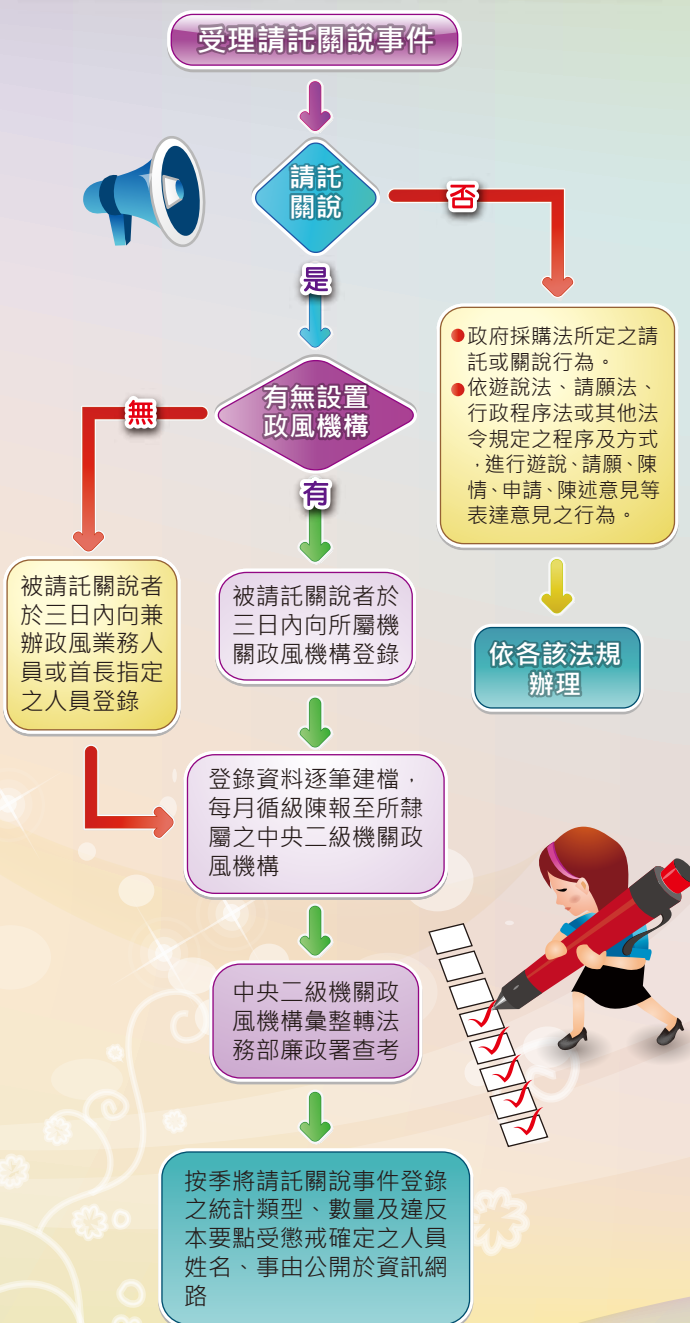 受理請託關說事件
請託
關說
否
是
●政府採購法所定之請
託或關說行為。
●依遊說法、請願法、
行政程序法或其他法
令規定之程序及方式
，進行遊說、請願、陳
情、申請、陳述意見等
表達意見之行為。
有無設置
政風機構
無
有
被請託關說者
於三日內向兼
辦政風業務人
員或首長指定
之人員登錄
被請託關說者於
三日內向所屬機
關政風機構登錄
依各該法規
辦理
登錄資料逐筆建檔，
每月循級陳報至所隸
屬之中央二級機關政
風機構
中央二級機關政
風機構彙整轉法
務部廉政署查考
按季將請託關說事件登錄
之統計類型、數量及違反
本要點受懲戒確定之人員
姓名、事由公開於資訊網
路